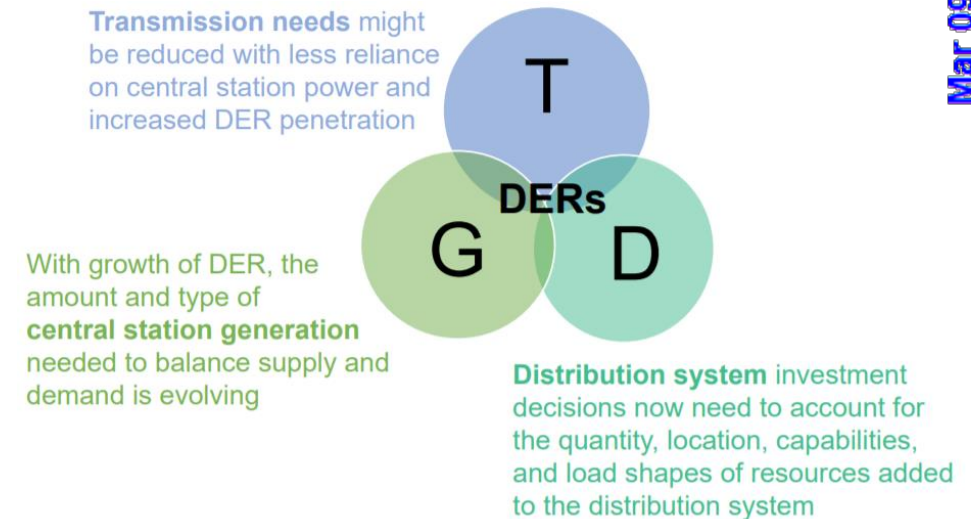 Transmission needs might
be reduced with less reliance
on central station power and
increased DER penetration
T
DERs
G
D
With growth of DER, the
amount and type of
central station generation
needed to balance supply and
demand is evolving
Distribution system investment
decisions now need to account for
the quantity, location, capabilities,
and load shapes of resources added
to the distribution system
Mar 09